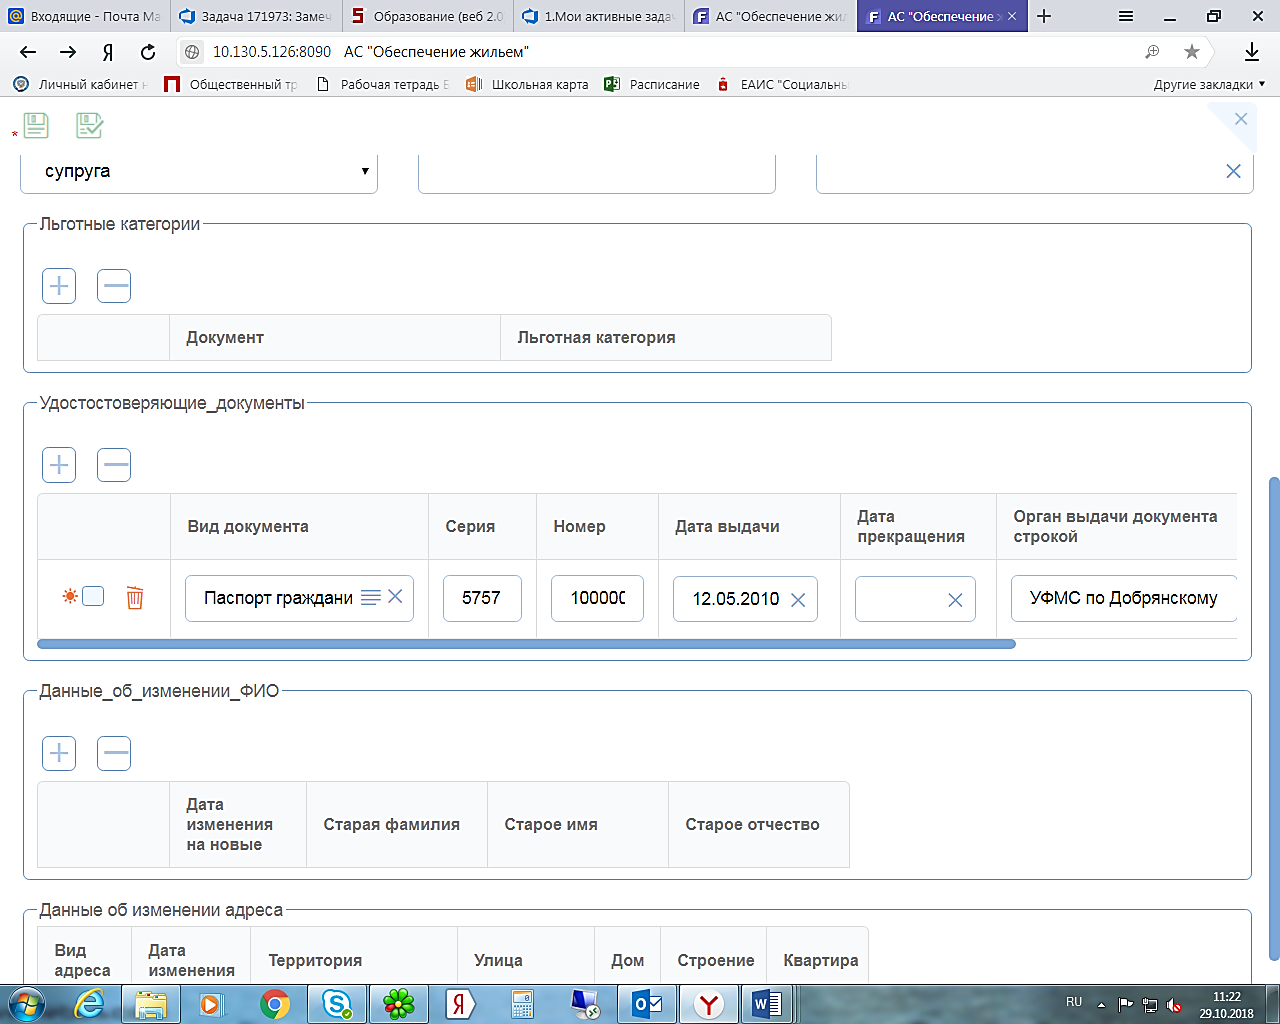 Входящие - Почта Ma
Задача 171973: Замеч
Образование (веб 2.0
1.Мои активные задач
АС "Обеспечение жил
АС "Обеспечение
10.130.5.126:8090 АС "Обеспечение жильем"
Личный кабинет
Общественный тр
Рабочая тетрадь
Школьная карта
Расписание
ЕАИС "Социальны
Другие закладки
*
супруга
Льготные категории
Документ Льготная категория
Удостостоверяющие_документы
Вид документа
Серия
Номер
Дата выдачи
Дата
прекращения
Орган выдачи документа
строкой
Паспорт граждани 5757 10000 12.05.2010 УФМС по Добрянскому
Данные_об_изменении_ФИО
Дата
изменения
на новые
Старая фамилия
Старое имя
Старое отчество
Данные об изменении адреса
Вид
адреса
Дата
изменения
Территория
Улица
Дом
Строение
Квартира
RU
11:22
29.10.2018